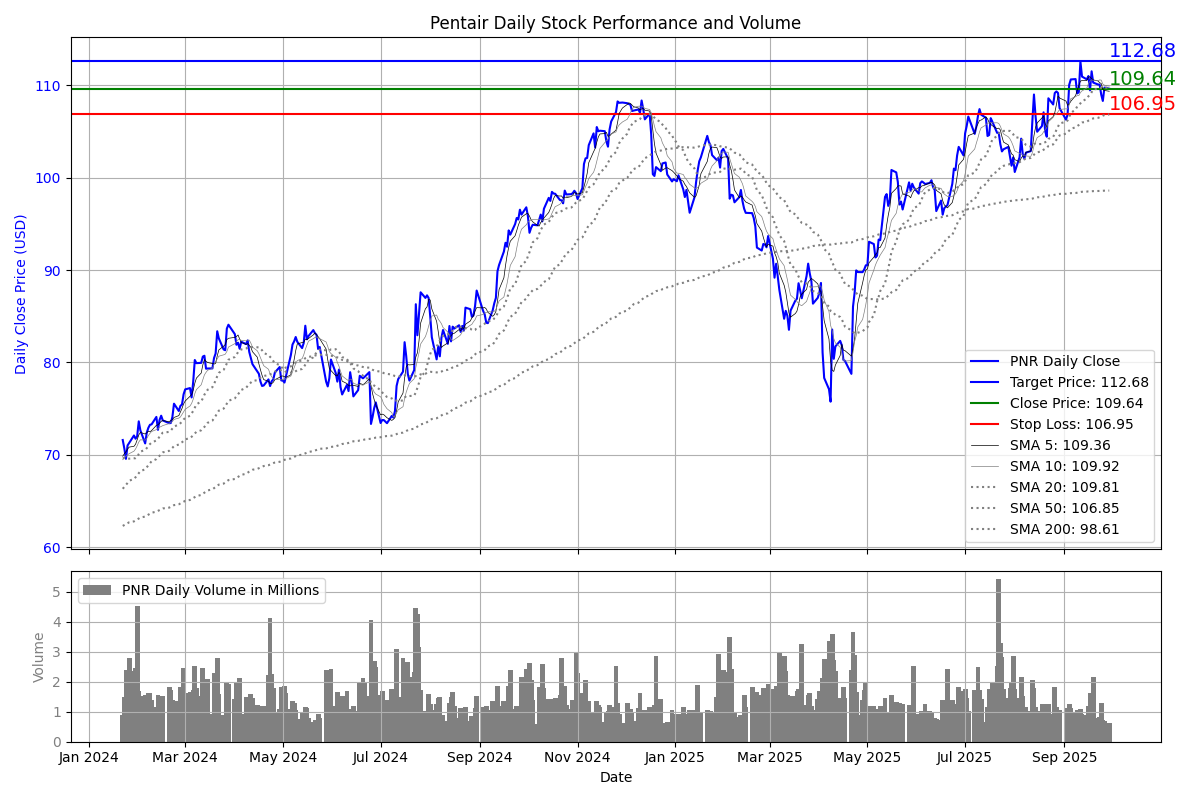 Pentair Daily Stock Performance and Volume
112.68
109.64
106.95
110
100
90
80
70
60
Daily Close Price (USD)
PNR Daily Close
Target Price: 112.68
Close Price: 109.64
Stop Loss: 106.95
SMA 5: 109.36
SMA 10: 109.92
SMA 20: 109.81
SMA 50: 106.85
SMA 200: 98.61
PNR Daily Volume in Millions
5
4
3
2
1
0
Volume
Jan 2024 Mar 2024 May 2024 Jul 2024 Sep 2024 Nov 2024 Jan 2025 Mar 2025 May 2025 Jul 2025 Sep 2025
Date